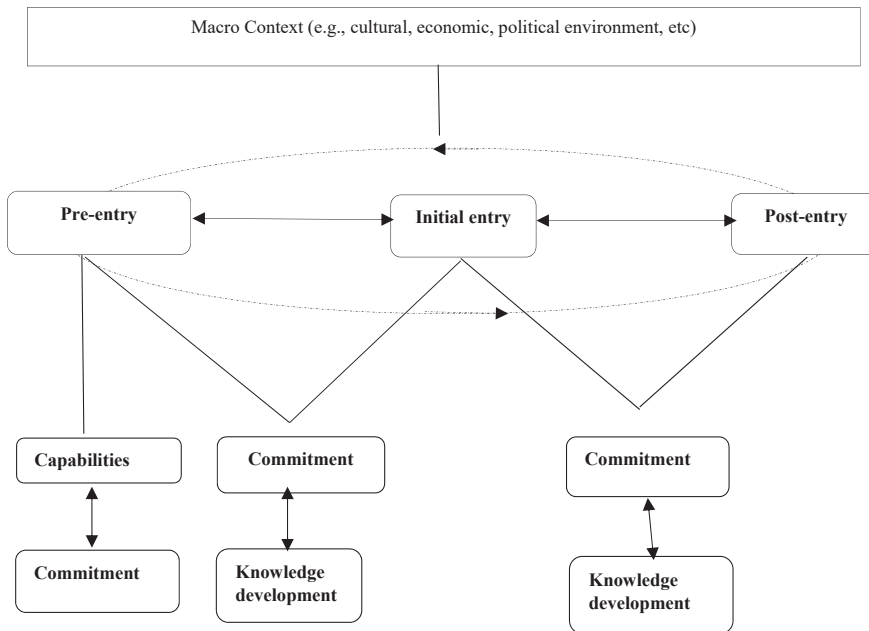 Macro Context (e.g., cultural, economic, political environment, etc)
Pre-entry
Initial entry
Post-entry
Capabilities
Commitment
Commitment
Commitment
Knowledge
development
Knowledge
development